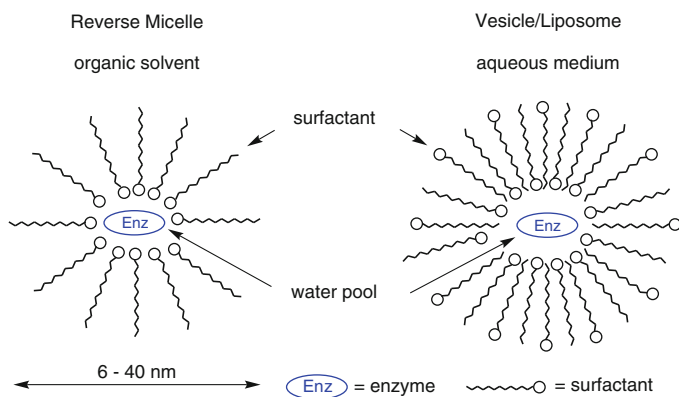 Reverse Micelle
organic solvent
Vesicle/Liposome
aqueous medium
surfactant
Enz
Enz
water pool
6 - 40 nm
Enz = enzyme
= surfactant